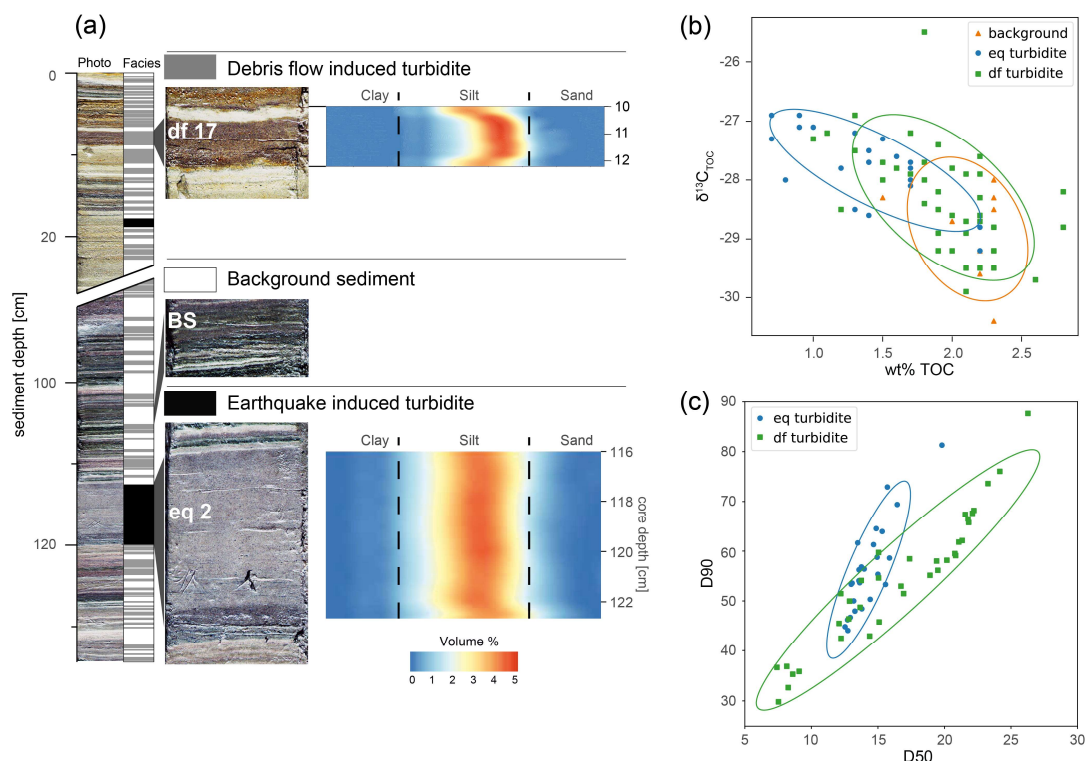 (a)
Photo Facies
0
20
100
120
sediment depth [cm]
Debris flow induced turbidite
df 17
Clay Silt Sand
10
11
12
Background sediment
BS
Earthquake induced turbidite
eq 2
Clay Silt Sand
116
118
120
122
core depth [cm]
Volume %
0 1 2 3 4 5
(b)
background
eq turbidite
df turbidite
-26
-27
-28
-29
-30
δ¹³C_TOC
1.0 1.5 2.0 2.5
wt% TOC
(c)
eq turbidite
df turbidite
90
80
70
60
50
40
30
D90
5 10 15 20 25 30
D50